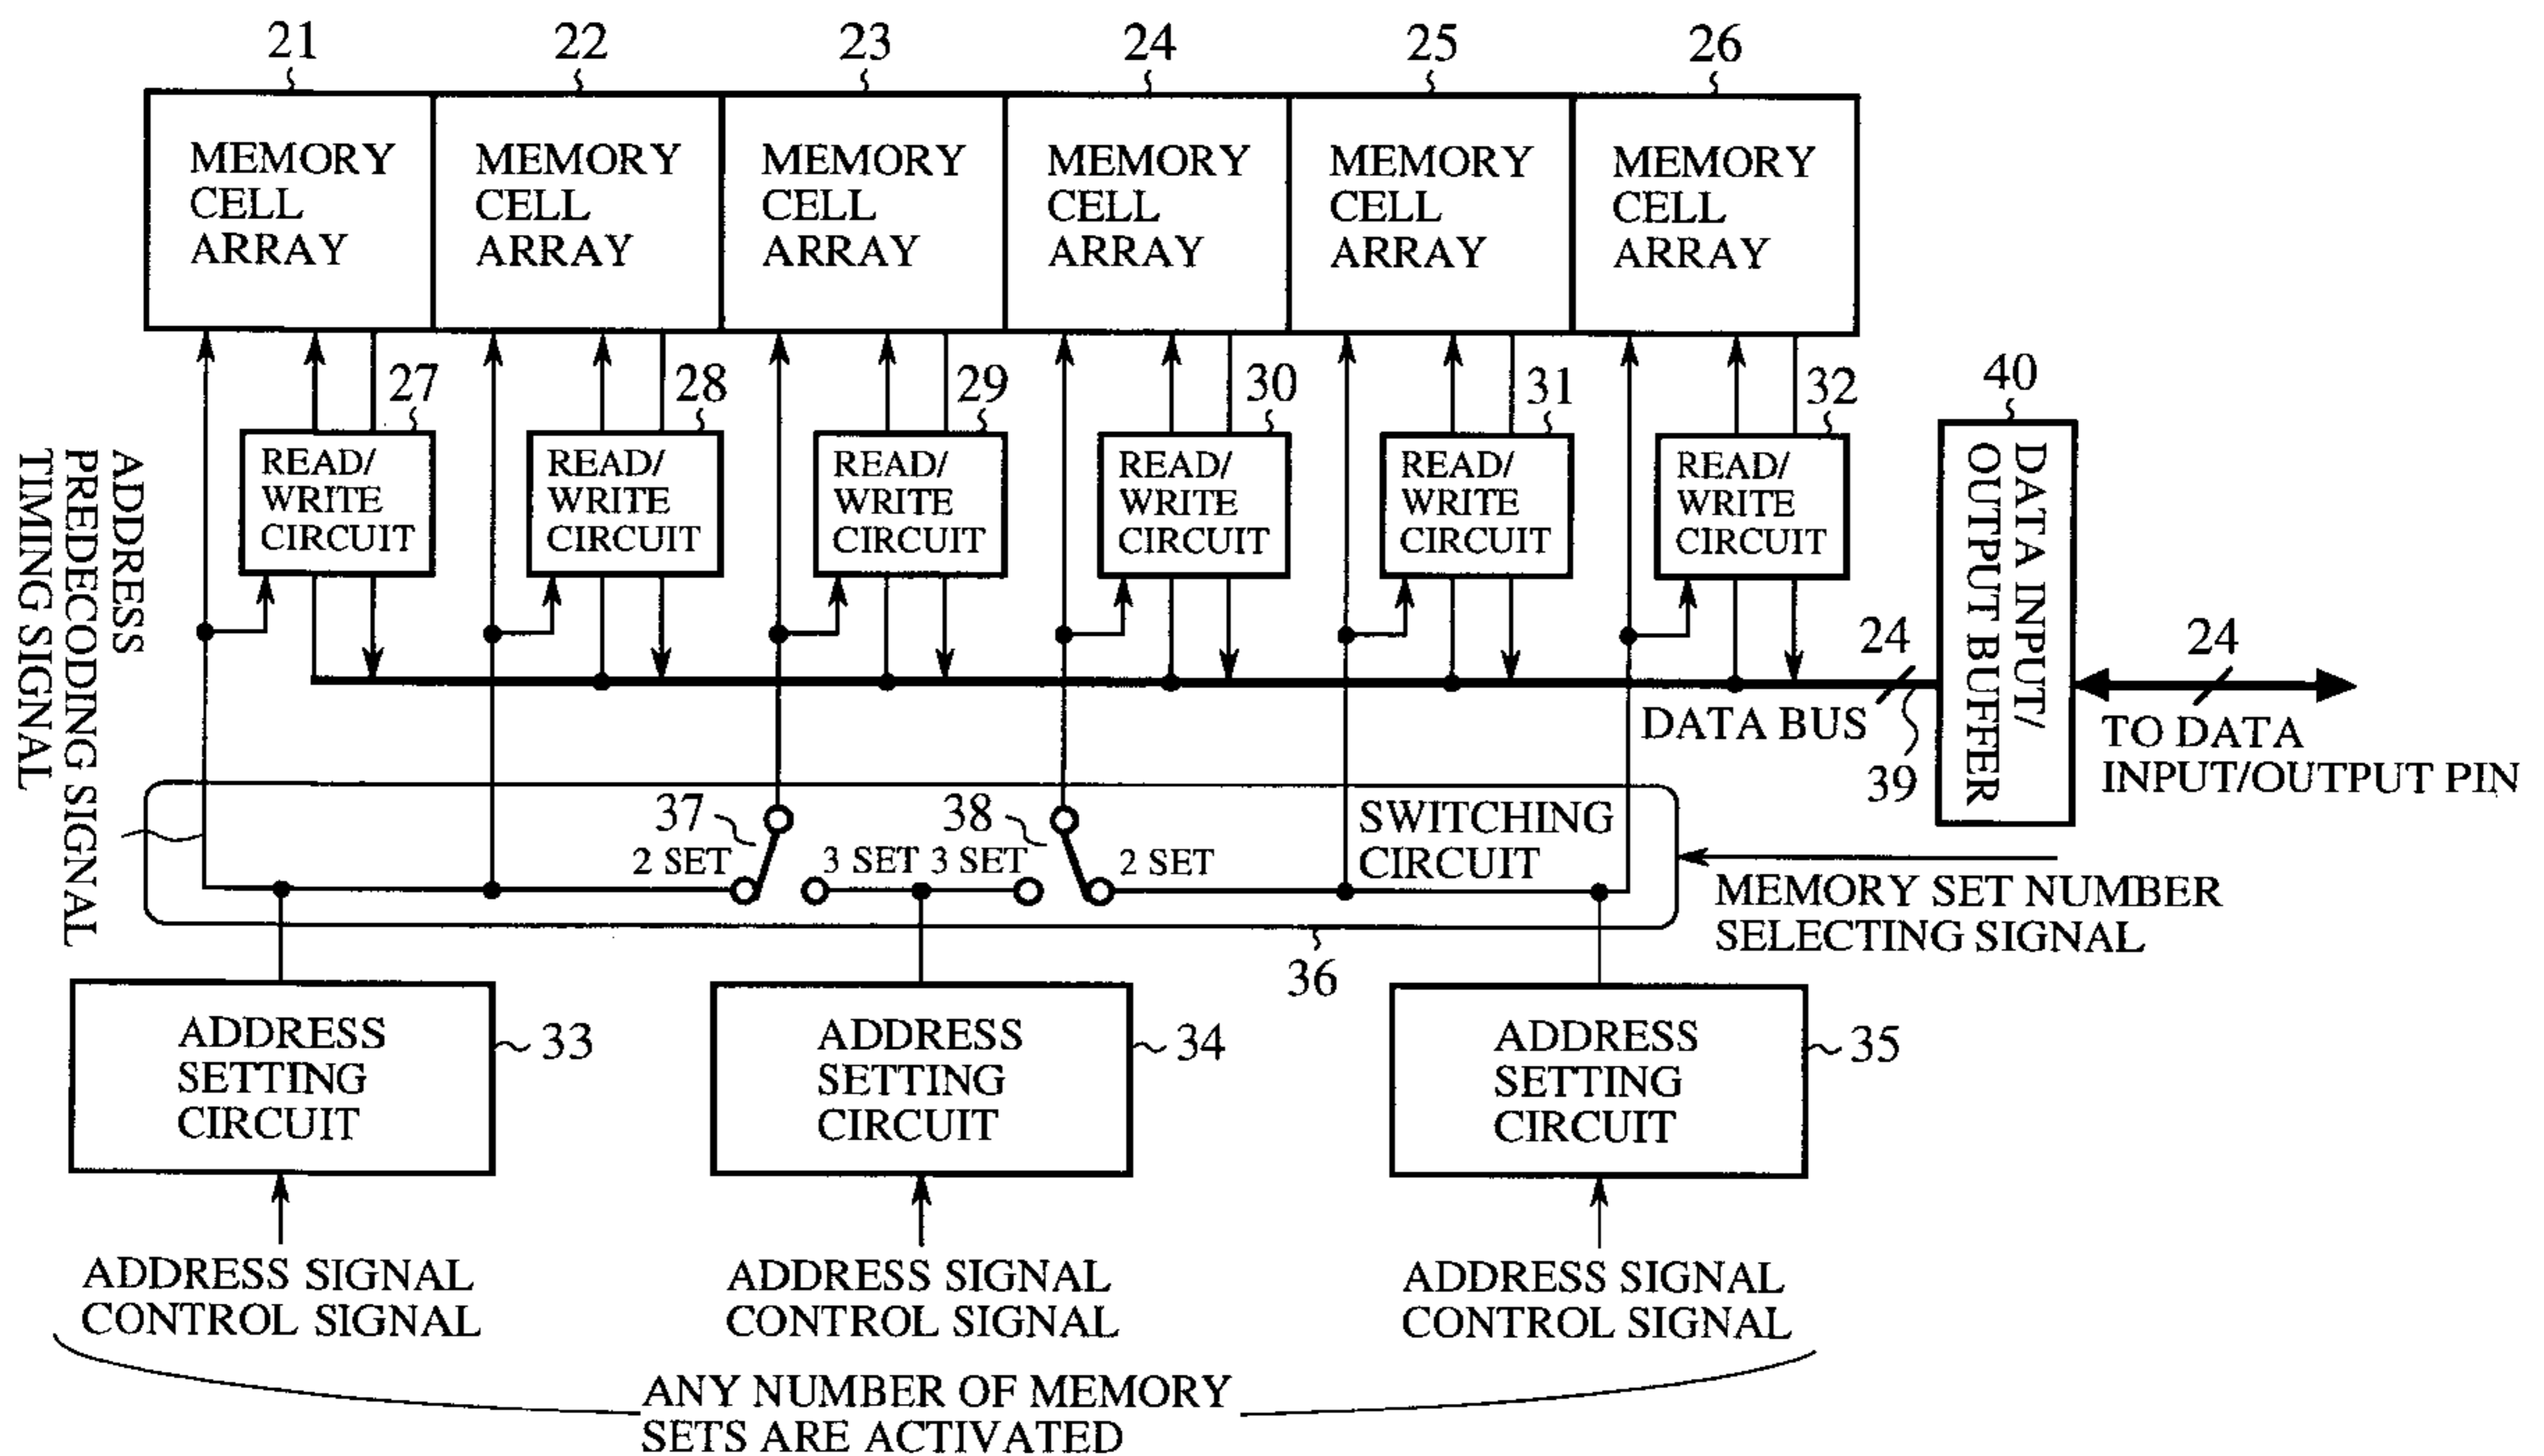 21
22
23
24
25
26
MEMORY
CELL
ARRAY
MEMORY
CELL
ARRAY
MEMORY
CELL
ARRAY
MEMORY
CELL
ARRAY
MEMORY
CELL
ARRAY
MEMORY
CELL
ARRAY
27
28
29
30
31
32
40
READ/
WRITE
CIRCUIT
READ/
WRITE
CIRCUIT
READ/
WRITE
CIRCUIT
READ/
WRITE
CIRCUIT
READ/
WRITE
CIRCUIT
READ/
WRITE
CIRCUIT
DATA INPUT/
OUTPUT BUFFER
ADDRESS
PREDECODING SIGNAL
TIMING SIGNAL
24
24
DATA BUS
39
TO DATA
INPUT/OUTPUT PIN
37
38
2 SET
3 SET
3 SET
2 SET
SWITCHING
CIRCUIT
MEMORY SET NUMBER
SELECTING SIGNAL
36
ADDRESS
SETTING
CIRCUIT
33
ADDRESS
SETTING
CIRCUIT
34
ADDRESS
SETTING
CIRCUIT
35
ADDRESS SIGNAL
CONTROL SIGNAL
ADDRESS SIGNAL
CONTROL SIGNAL
ADDRESS SIGNAL
CONTROL SIGNAL
ANY NUMBER OF MEMORY
SETS ARE ACTIVATED